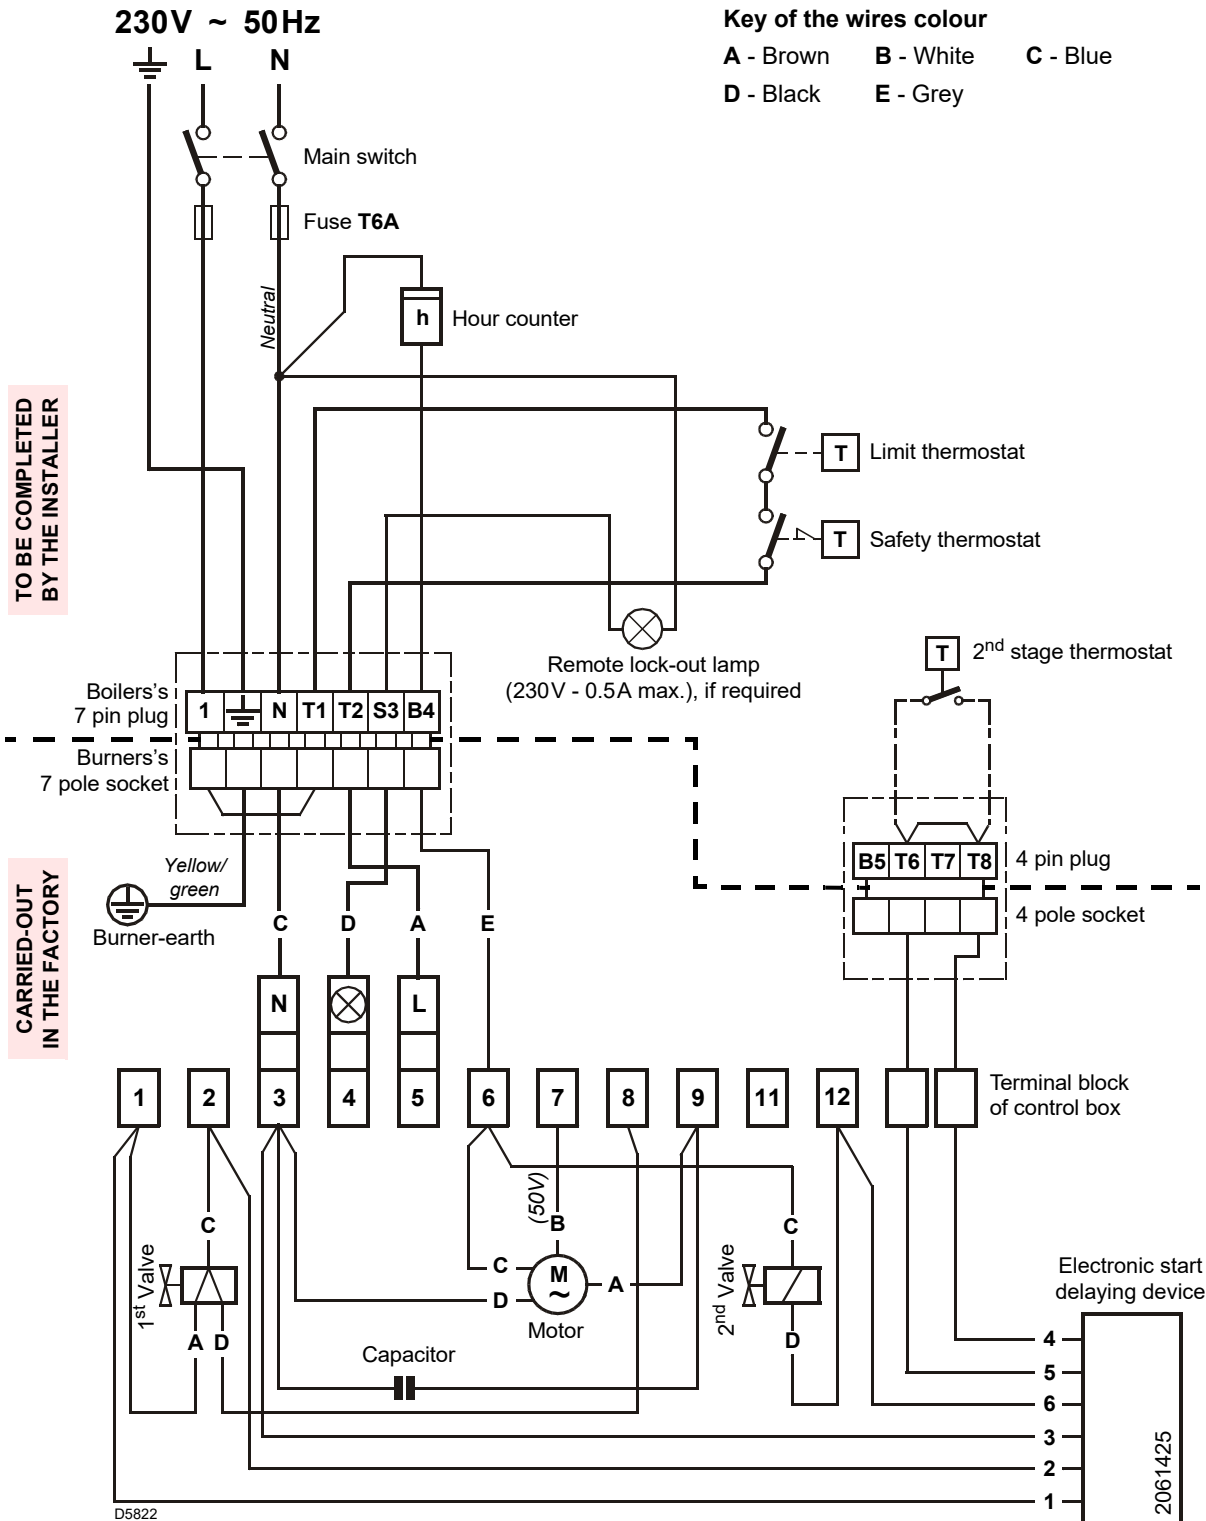 230V ~ 50Hz
L N
Key of the wires colour
A - Brown B - White C - Blue
D - Black E - Grey
Main switch
Fuse T6A
Neutral
h Hour counter
TO BE COMPLETED
BY THE INSTALLER
T Limit thermostat
T Safety thermostat
Remote lock-out lamp
(230V - 0.5A max.), if required
T 2nd stage thermostat
Boilers's
7 pin plug
1 N T1 T2 S3 B4
Burners's
7 pole socket
B5 T6 T7 T8
4 pin plug
4 pole socket
Yellow/
green
Burner-earth
CARRIED-OUT
IN THE FACTORY
C D A E
N L
1 2 3 4 5 6 7 8 9 11 12
Terminal block
of control box
(50V)
B
C
C
C
M
~
A
D
Motor
1st Valve
A D
2nd Valve
D
Capacitor
Electronic start
delaying device
4
5
6
3
2
1
2061425
D5822